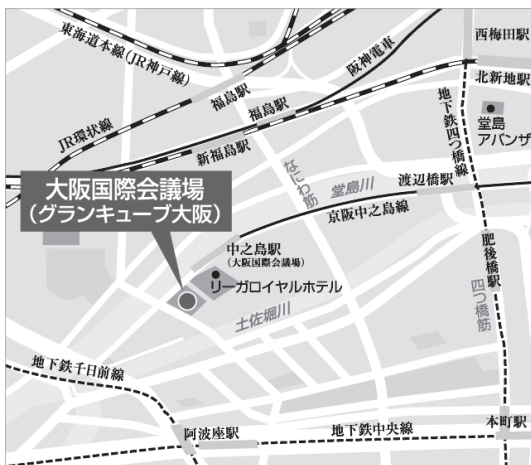 東海道本線(JR神戸線)
西梅田駅
阪神電車
北新地駅
JR環状線
福島駅
福島駅
新福島駅
地下鉄四つ橋線
堂島
アバンザ
なにわ筋
堂島川
渡辺橋駅
大阪国際会議場
(グランキューブ大阪)
京阪中之島線
中之島駅
(大阪国際会議場)
リーガロイヤルホテル
肥後橋駅
四つ橋筋
土佐堀川
地下鉄千日前線
阿波座駅
地下鉄中央線
本町駅